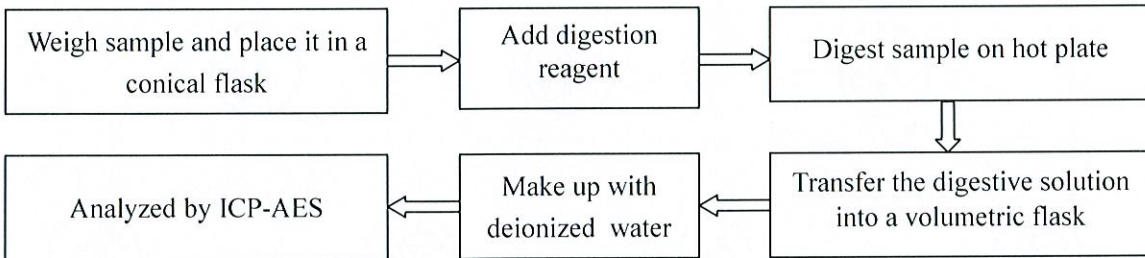 Weigh sample and place it in a
conical flask
Add digestion
reagent
Digest sample on hot plate
Transfer the digestive solution
into a volumetric flask
Make up with
deionized water
Analyzed by ICP-AES